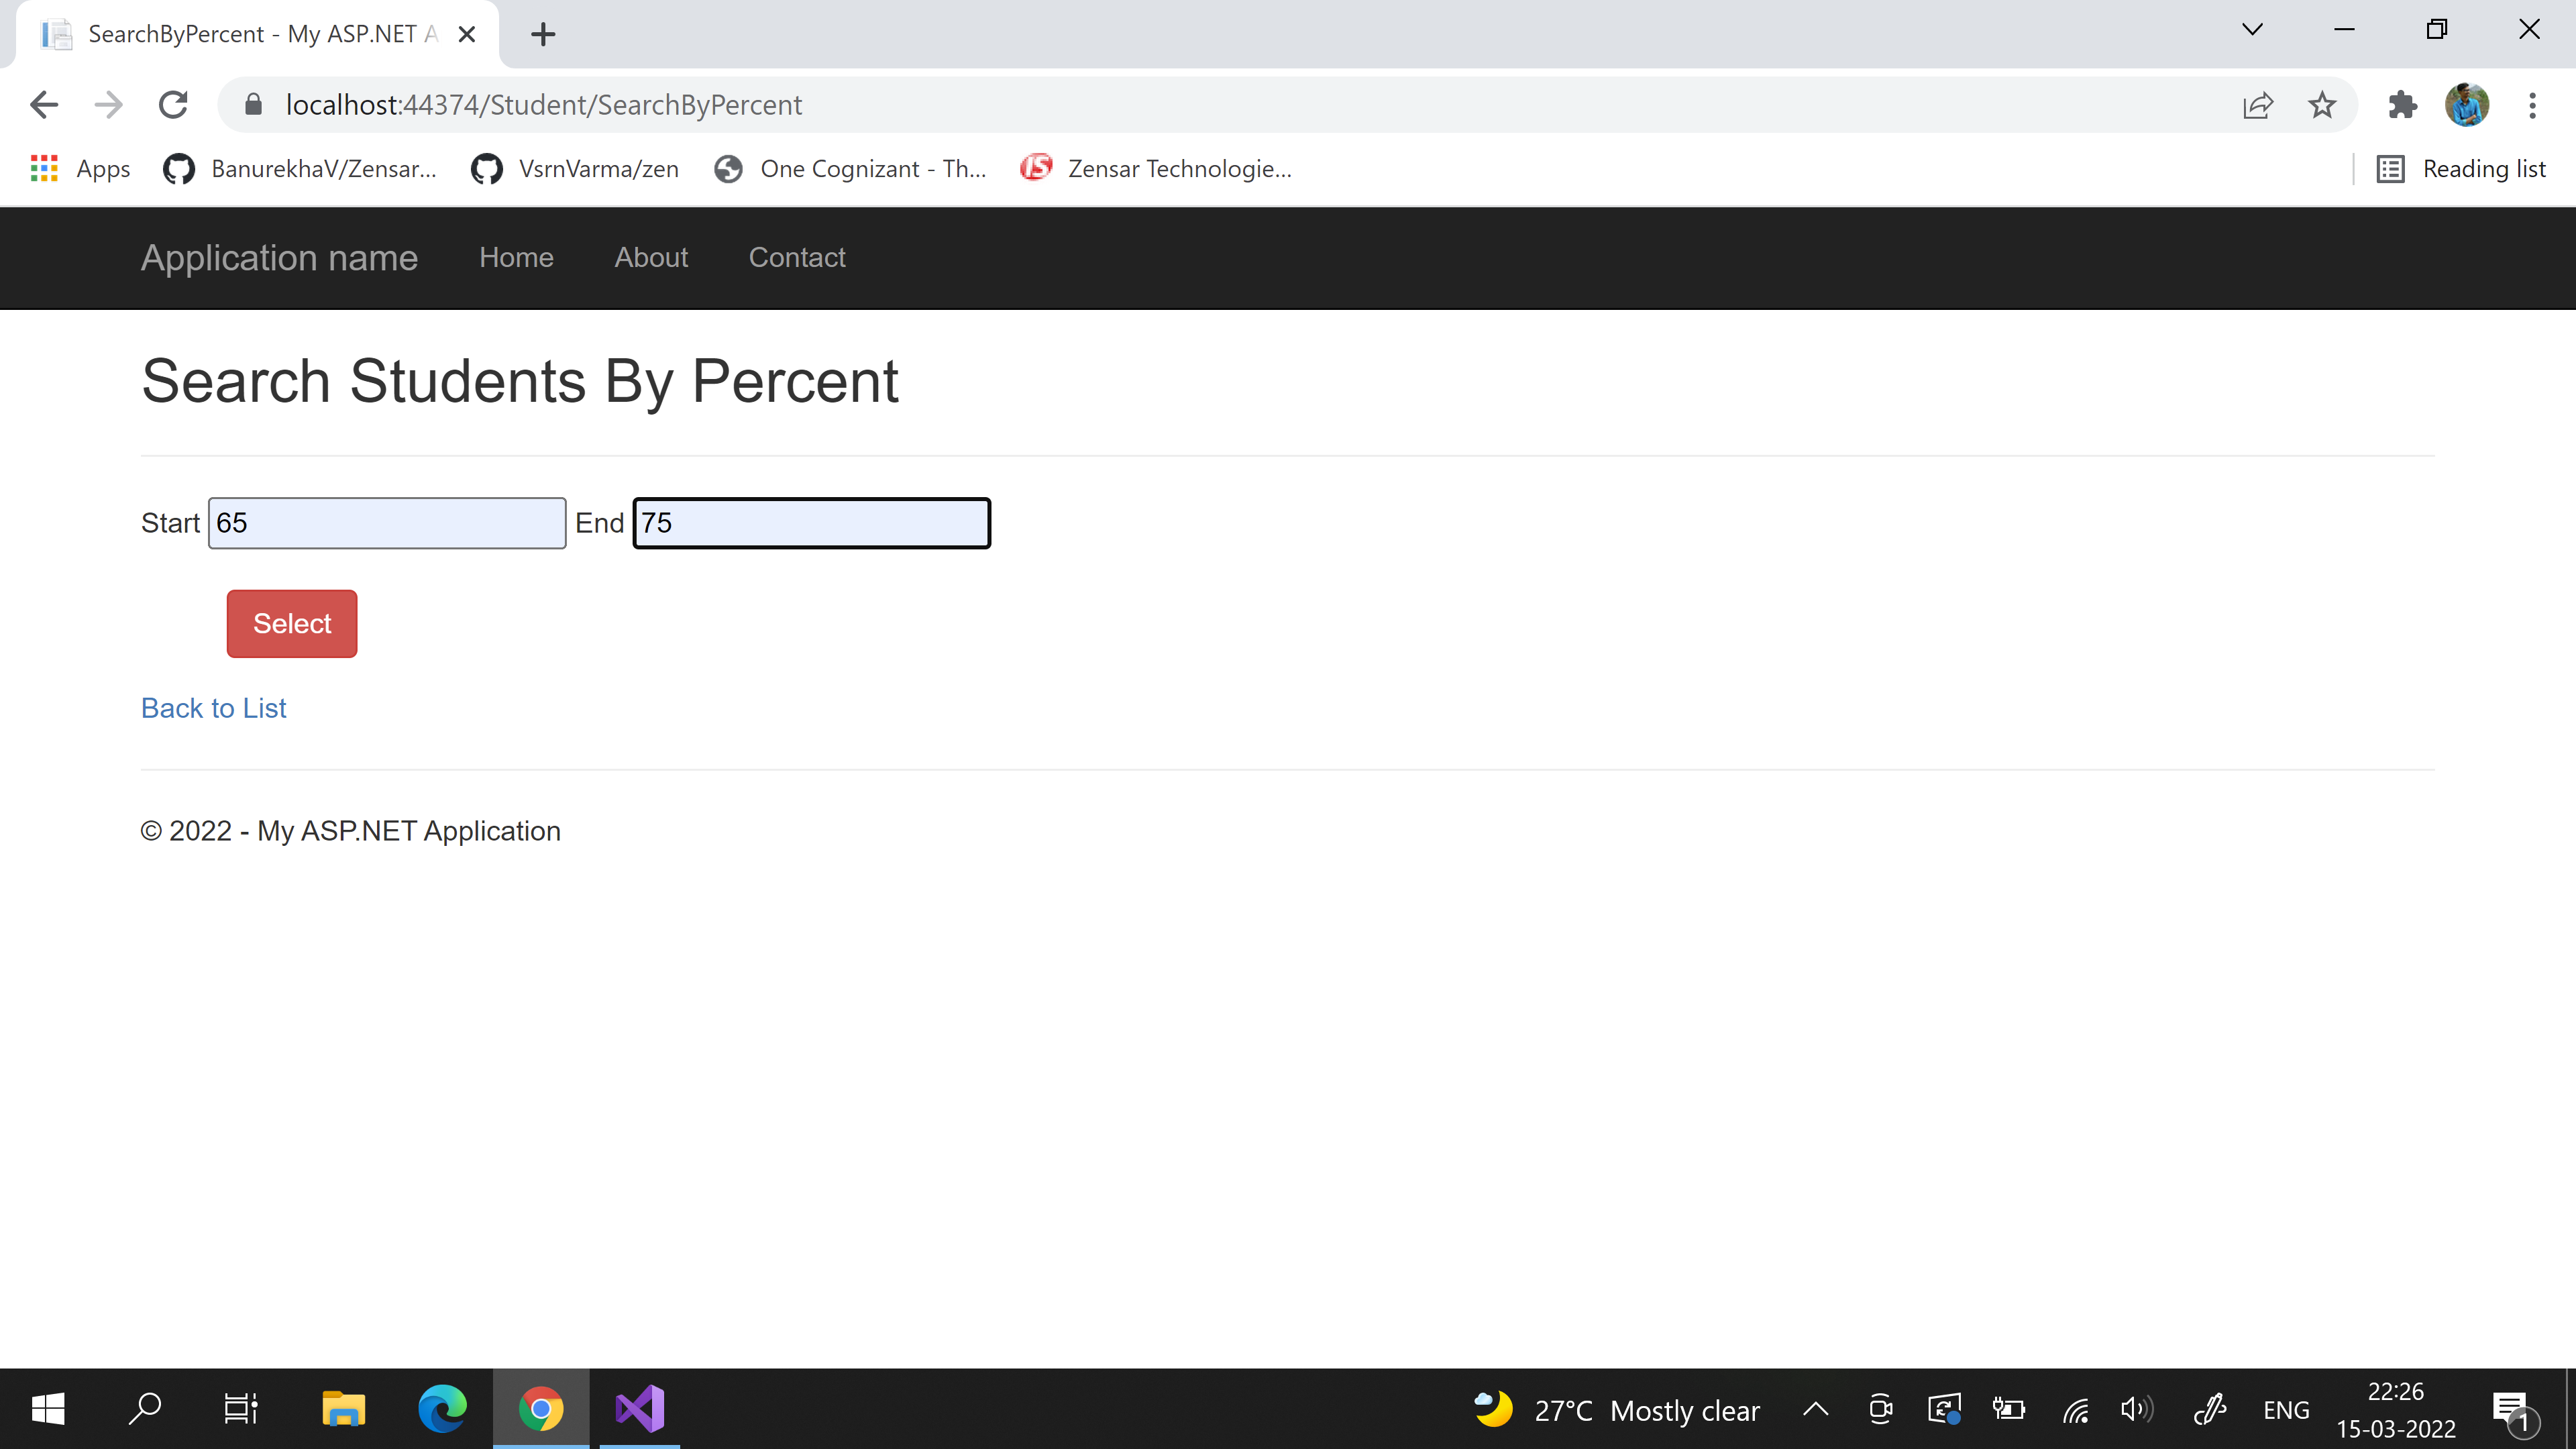 SearchByPercent - My ASP.NET A
localhost:44374/Student/SearchByPercent
Apps BanurekhaV/Zensar... VsrnVarma/zen One Cognizant - Th... Zensar Technologie... Reading list
Application name Home About Contact
Search Students By Percent
Start 65 End 75
Select
Back to List
© 2022 - My ASP.NET Application
27°C Mostly clear ENG 22:26
15-03-2022 1